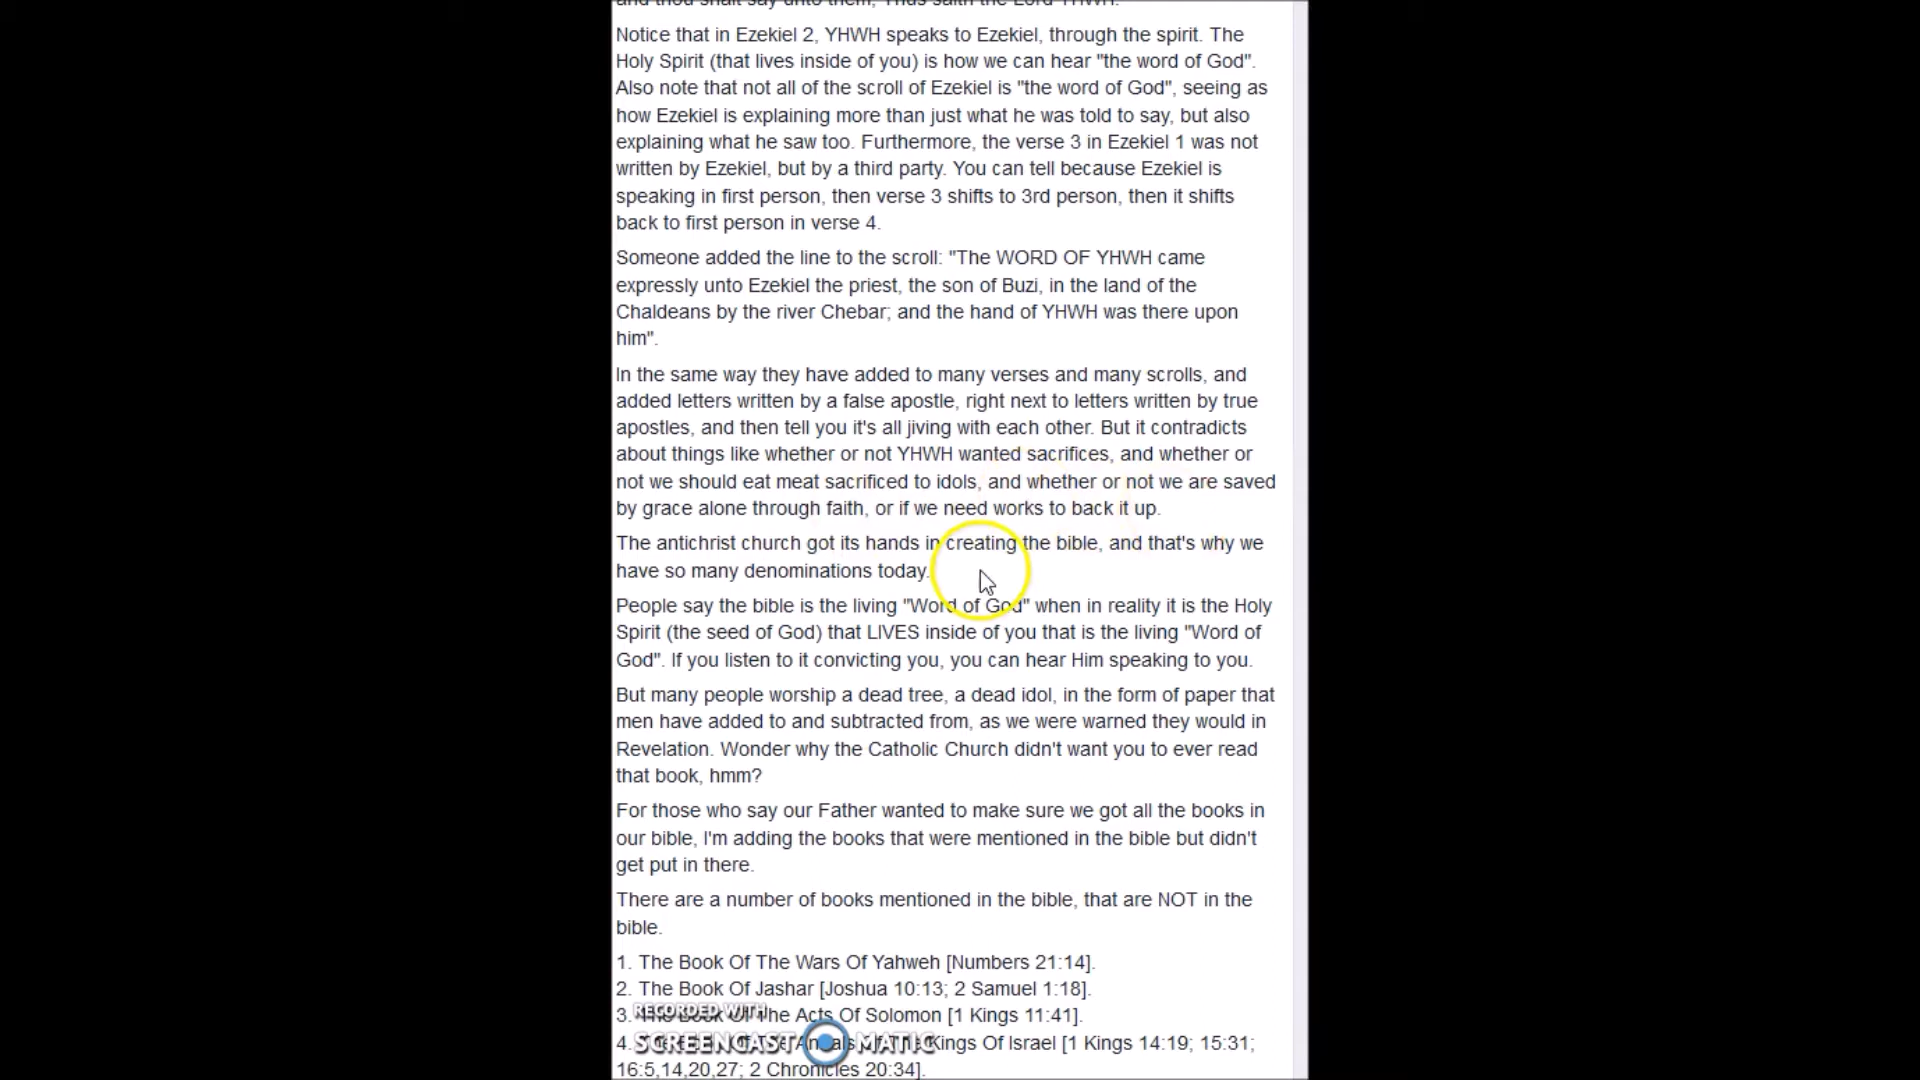 and thou shalt say unto them, Thus saith the Lord YHWH.
Notice that in Ezekiel 2, YHWH speaks to Ezekiel, through the spirit. The
Holy Spirit (that lives inside of you) is how we can hear "the word of God".
Also note that not all of the scroll of Ezekiel is "the word of God", seeing as
how Ezekiel is explaining more than just what he was told to say, but also
explaining what he saw too. Furthermore, the verse 3 in Ezekiel 1 was not
written by Ezekiel, but by a third party. You can tell because Ezekiel is
speaking in first person, then verse 3 shifts to 3rd person, then it shifts
back to first person in verse 4.
Someone added the line to the scroll: "The WORD OF YHWH came
expressly unto Ezekiel the priest, the son of Buzi, in the land of the
Chaldeans by the river Chebar; and the hand of YHWH was there upon
him".
In the same way they have added to many verses and many scrolls, and
added letters written by a false apostle, right next to letters written by true
apostles, and then tell you it's all jiving with each other. But it contradicts
about things like whether or not YHWH wanted sacrifices, and whether or
not we should eat meat sacrificed to idols, and whether or not we are saved
by grace alone through faith, or if we need works to back it up.
The antichrist church got its hands in creating the bible, and that's why we
have so many denominations today.
People say the bible is the living "Word of God" when in reality it is the Holy
Spirit (the seed of God) that LIVES inside of you that is the living "Word of
God". If you listen to it convicting you, you can hear Him speaking to you.
But many people worship a dead tree, a dead idol, in the form of paper that
men have added to and subtracted from, as we were warned they would in
Revelation. Wonder why the Catholic Church didn't want you to ever read
that book, hmm?
For those who say our Father wanted to make sure we got all the books in
our bible, I'm adding the books that were mentioned in the bible but didn't
get put in there.
There are a number of books mentioned in the bible, that are NOT in the
bible.
1. The Book Of The Wars Of Yahweh [Numbers 21:14].
2. The Book Of Jashar [Joshua 10:13; 2 Samuel 1:18].
RECORDED WITH
3. The Book Of The Acts Of Solomon [1 Kings 11:41].
SCREENCAST MATIC
4. Kings Of Israel [1 Kings 14:19; 15:31;
16:5,14,20,27; 2 Chronicles 20:34].